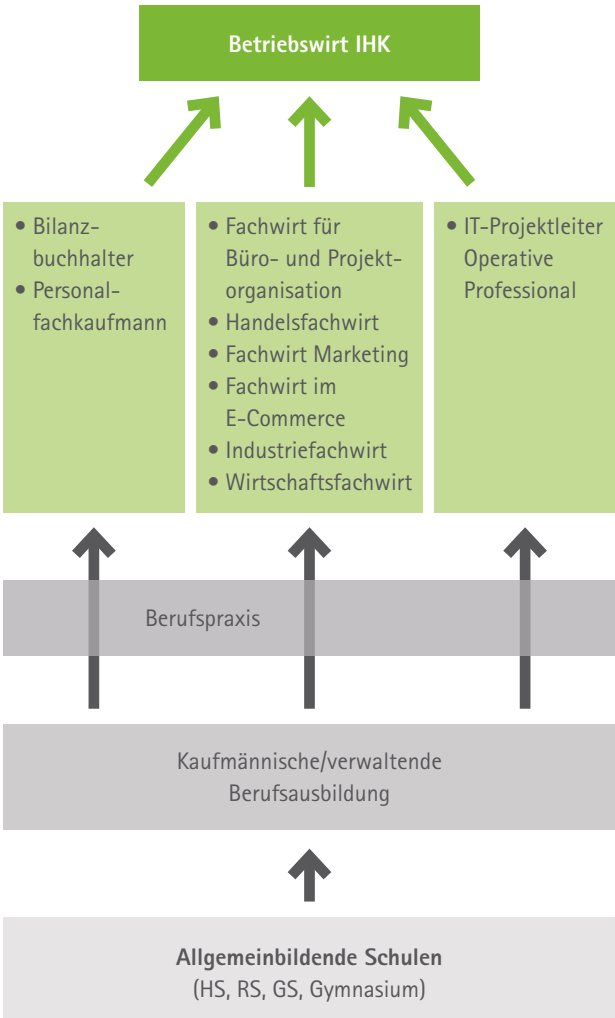 Betriebswirt IHK
• Bilanz-
buchhalter
• Personal-
fachkaufmann
• Fachwirt für
Büro- und Projekt-
organisation
• Handelsfachwirt
• Fachwirt Marketing
• Fachwirt im
E-Commerce
• Industriefachwirt
• Wirtschaftsfachwirt
• IT-Projektleiter
Operative
Professional
Berufspraxis
Kaufmännische/verwaltende
Berufsausbildung
Allgemeinbildende Schulen
(HS, RS, GS, Gymnasium)